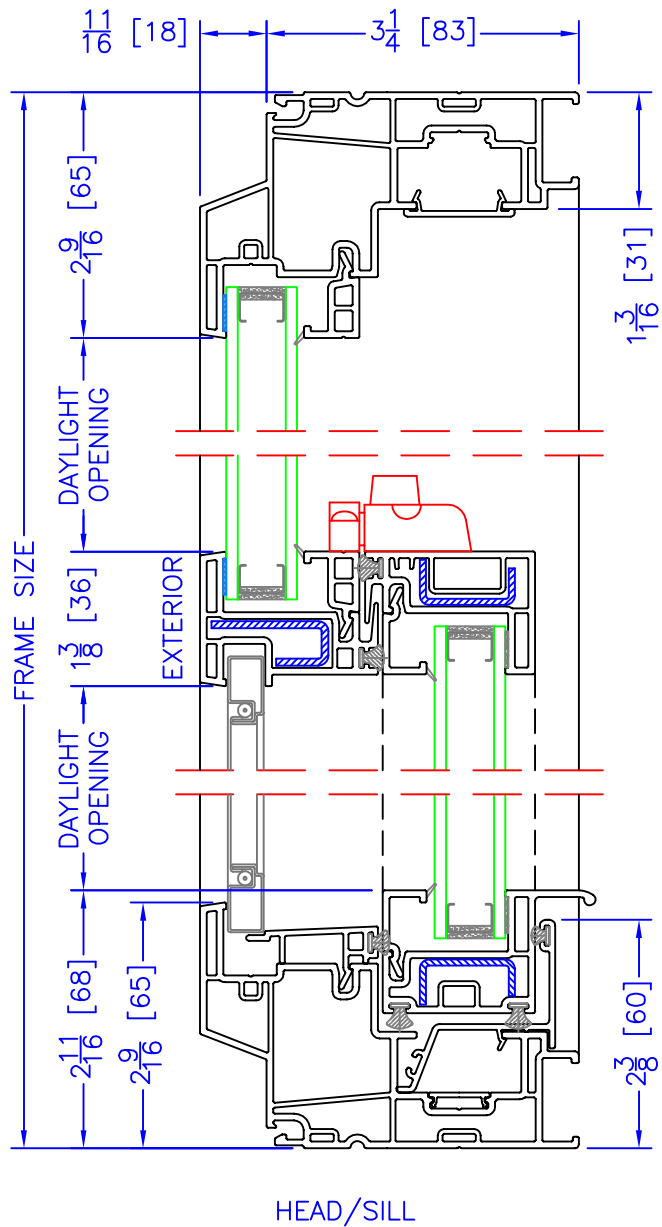 11/16 [18]
3 1/4 [83]
2 9/16 [65]
1 3/16 [31]
DAYLIGHT
OPENING
FRAME SIZE
1 3/8 [36]
EXTERIOR
DAYLIGHT
OPENING
2 11/16 [68]
2 9/16 [65]
2 3/8 [60]
HEAD/SILL